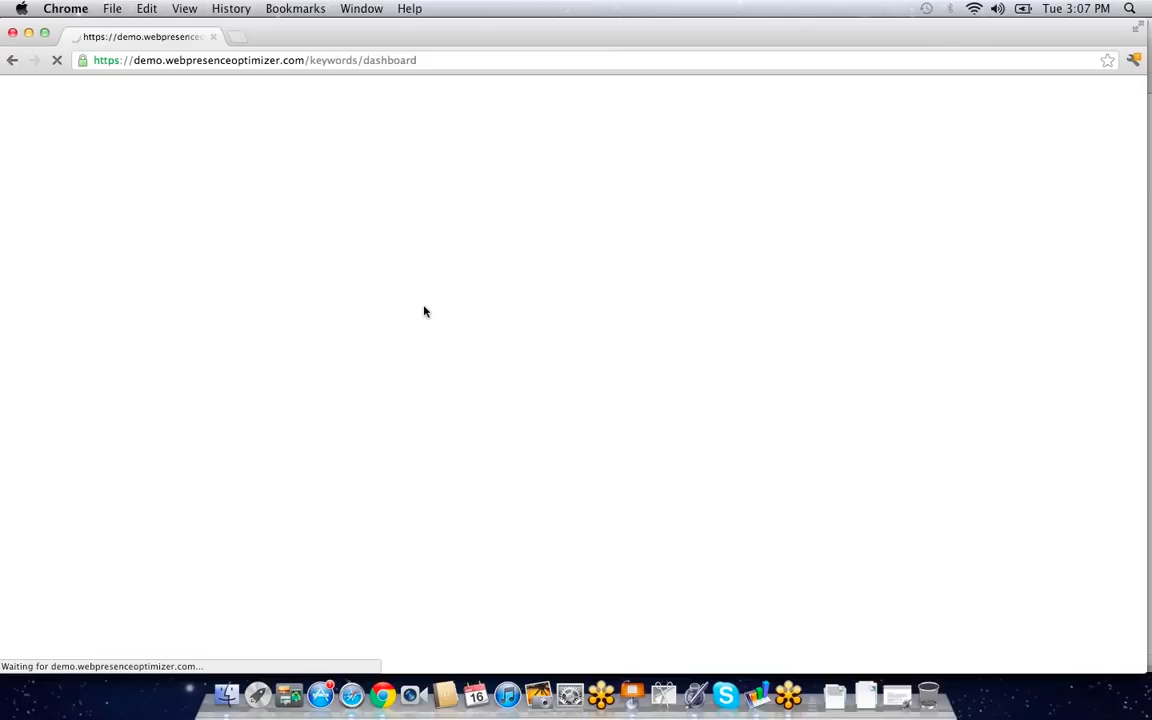 Chrome File Edit View History Bookmarks Window Help Tue 3:07 PM
https://demo.webpresenceo
https://demo.webpresenceoptimizer.com/keywords/dashboard
Waiting for demo.webpresenceoptimizer.com...
16